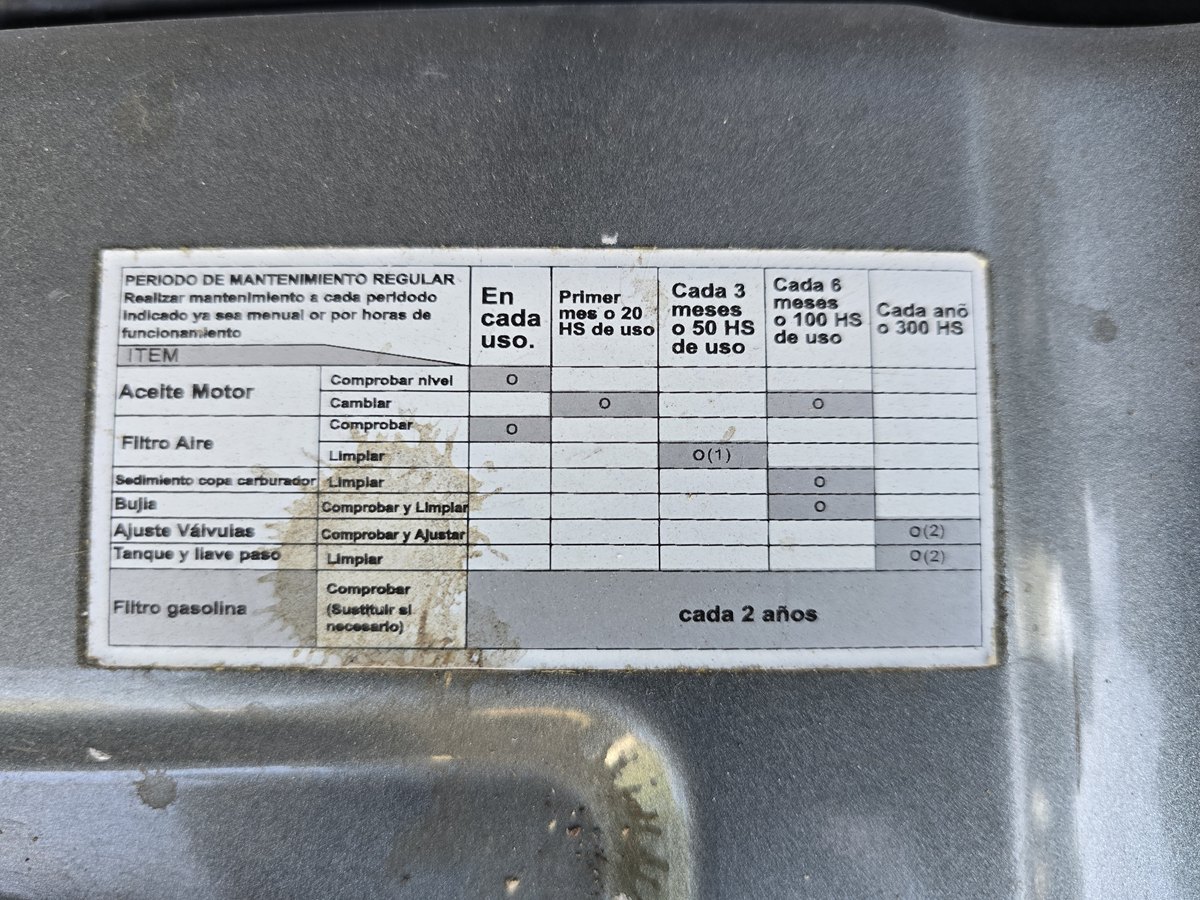 PERIODO DE MANTENIMIENTO REGULAR
Realizar mantenimiento a cada peridodo
indicado ya sea menual or por horas de
funcionamiento
ITEM
En
cada
uso.
Primer
mes o 20
HS de uso
Cada 3
meses
o 50 HS
de uso
Cada 6
meses
o 100 HS
de uso
Cada anõ
o 300 HS
Aceite Motor
Comprobar nivel
O
Cambiar
O
O
Filtro Aire
Comprobar
O
Limpiar
O(1)
Sedimiento copa carburador
Limpiar
O
Bujia
Comprobar y Limpiar
O
Ajuste Válvulas
Comprobar y Ajustar
O(2)
Tanque y llave paso
Limpiar
O(2)
Filtro gasolina
Comprobar
(Sustituir si
necesario)
cada 2 años